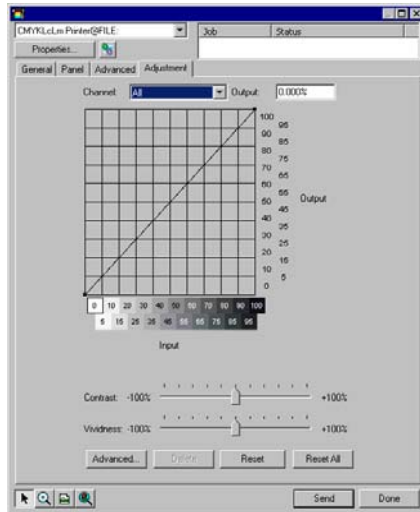 CMYKLcLm Printer@FILE:
Job Status
Properties...
General Panel Advanced Adjustment
Channel: All Output: 0.000%
100
95
90
85
80
75
70
65
60
55
50
45
40
35
30
25
20
15
10
5
0
Output
0 10 20 30 40 50 60 70 80 90 100
5 15 25 35 45 55 65 75 85 95
Input
Contrast: -100% +100%
Vividness: -100% +100%
Advanced... Delete Reset Reset All
Send Done